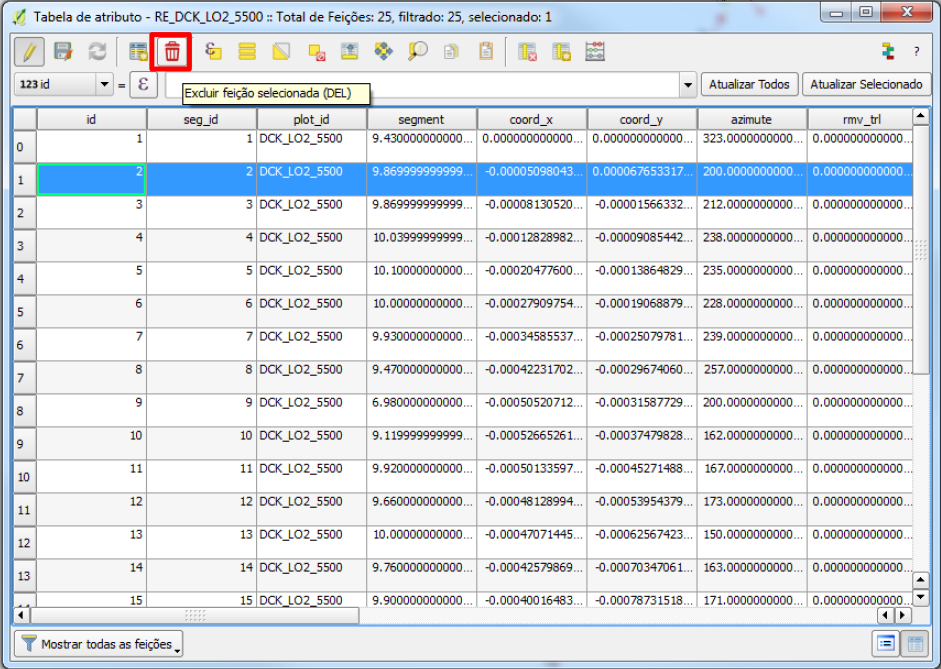 Tabela de atributo - RE_DCK_LO2_5500 :: Total de Feições: 25, filtrado: 25, selecionado: 1
?
123 id = ε Atualizar Todos Atualizar Selecionado
Excluir feição selecionada (DEL)
id seg_id plot_id segment coord_x coord_y azimute rmv_trl
0 1 1 DCK_LO2_5500 9.430000000000... 0.000000000000... 0.000000000000... 323.0000000000... 0.000000000000...
1 2 2 DCK_LO2_5500 9.869999999999... -0.00005098043... 0.000067653317... 200.0000000000... 0.000000000000...
2 3 3 DCK_LO2_5500 9.869999999999... -0.00008130520... -0.00001566332... 212.0000000000... 0.000000000000...
3 4 4 DCK_LO2_5500 10.03999999999... -0.00012828982... -0.00009085442... 238.0000000000... 0.000000000000...
4 5 5 DCK_LO2_5500 10.10000000000... -0.00020477600... -0.00013864829... 235.0000000000... 0.000000000000...
5 6 6 DCK_LO2_5500 10.00000000000... -0.00027909754... -0.00019068879... 228.0000000000... 0.000000000000...
6 7 7 DCK_LO2_5500 9.930000000000... -0.00034585537... -0.00025079781... 239.0000000000... 0.000000000000...
7 8 8 DCK_LO2_5500 9.470000000000... -0.00042231702... -0.00029674060... 257.0000000000... 0.000000000000...
8 9 9 DCK_LO2_5500 6.980000000000... -0.00050520712... -0.00031587729... 200.0000000000... 0.000000000000...
9 10 10 DCK_LO2_5500 9.119999999999... -0.00052665261... -0.00037479828... 162.0000000000... 0.000000000000...
10 11 11 DCK_LO2_5500 9.920000000000... -0.00050133597... -0.00045271488... 167.0000000000... 0.000000000000...
11 12 12 DCK_LO2_5500 9.660000000000... -0.00048128994... -0.00053954379... 173.0000000000... 0.000000000000...
12 13 13 DCK_LO2_5500 10.00000000000... -0.00047071445... -0.00062567423... 150.0000000000... 0.000000000000...
13 14 14 DCK_LO2_5500 9.760000000000... -0.00042579869... -0.00070347061... 163.0000000000... 0.000000000000...
15 15 DCK_LO2_5500 9.900000000000... -0.00040016483... -0.00078731518... 171.0000000000... 0.000000000000...
Mostrar todas as feições